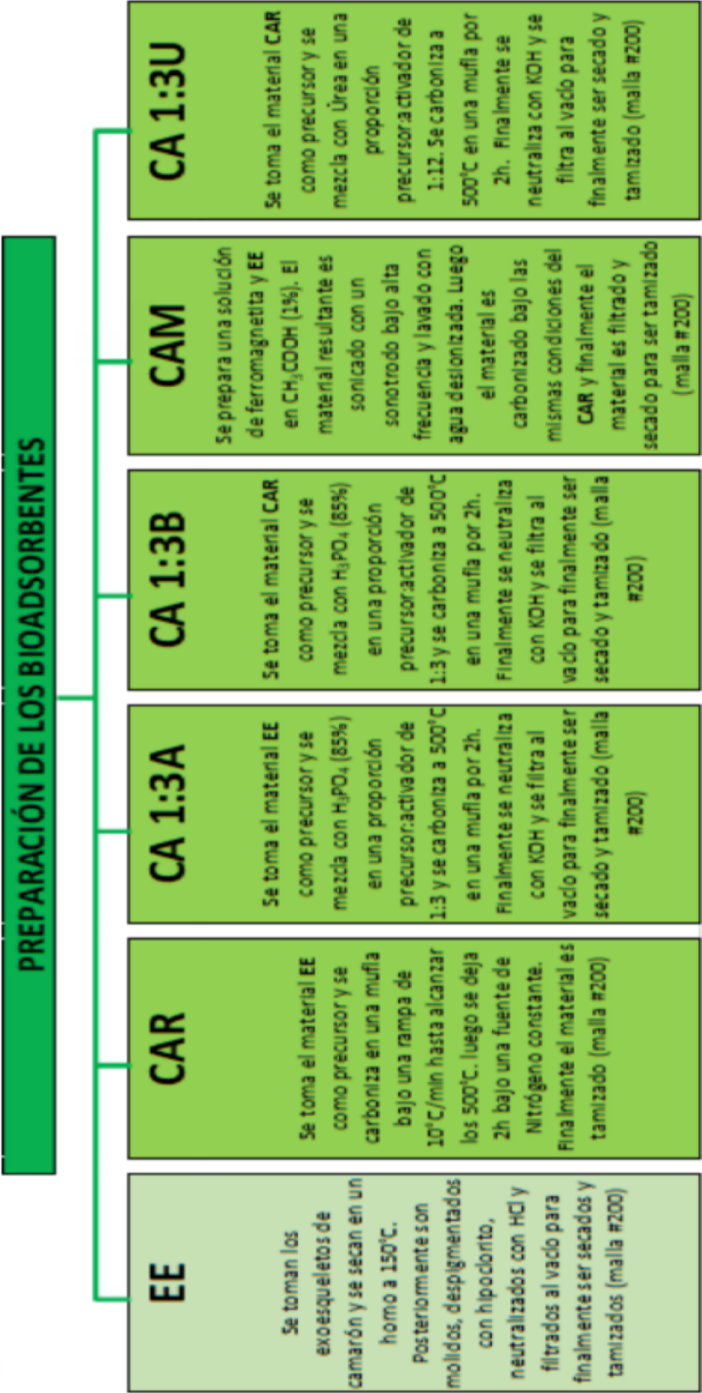 PREPARACIÓN DE LOS BIOADSORBENTES
EE
Se toman los
exoesqueletos de
camarón y se secan en un
horno a 150°C.
Posteriormente son
molidos, despigmentados
con hipoclorito,
neutralizados con HCl y
filtrados al vacío para
finalmente ser secados y
tamizados (malla #200)
CAR
Se toma el material EE
como precursor y se
carboniza en una mufla
bajo una rampa de
10°C/min hasta alcanzar
los 500°C. luego se deja
2h bajo una fuente de
Nitrógeno constante.
Finalmente el material es
tamizado (malla #200)
CA 1:3A
Se toma el material EE
como precursor y se
mezcla con H₃PO₄ (85%)
en una proporción
precursor:activador de
1:3 y se carboniza a 500°C
en una mufla por 2h.
Finalmente se neutraliza
con KOH y se filtra al
vacío para finalmente ser
secado y tamizado (malla
#200)
CA 1:3B
Se toma el material CAR
como precursor y se
mezcla con H₃PO₄ (85%)
en una proporción
precursor:activador de
1:3 y se carboniza a 500°C
en una mufla por 2h.
Finalmente se neutraliza
con KOH y se filtra al
vacío para finalmente ser
secado y tamizado (malla
#200)
CAM
Se prepara una solución
de ferromagnetita y EE
en CH₃COOH (1%). El
material resultante es
sonicado con un
sonotrodo bajo alta
frecuencia y lavado con
agua desionizada. Luego
el material es
carbonizado bajo las
mismas condiciones del
CAR y finalmente el
material es filtrado y
secado para ser tamizado
(malla #200)
CA 1:3U
Se toma el material CAR
como precursor y se
mezcla con Úrea en una
proporción
precursor:activador de
1:12. Se carboniza a
500°C en una mufla por
2h. Finalmente se
neutraliza con KOH y se
filtra al vacío para
finalmente ser secado y
tamizado (malla #200)